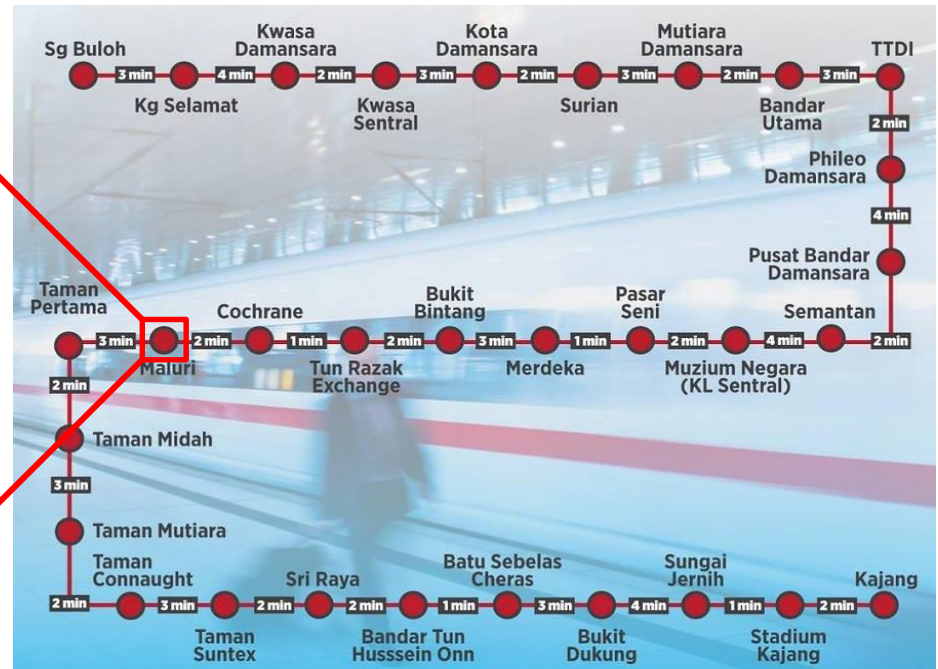 Sg Buloh
3 min
Kg Selamat
4 min
Kwasa
Damansara
2 min
Kwasa
Sentral
3 min
Kota
Damansara
2 min
Surian
3 min
Mutiara
Damansara
2 min
Bandar
Utama
3 min
TTDI
2 min
Phileo
Damansara
4 min
Pusat Bandar
Damansara
2 min
Semantan
4 min
Muzium Negara
(KL Sentral)
2 min
Pasar
Seni
1 min
Merdeka
3 min
Bukit
Bintang
2 min
Tun Razak
Exchange
1 min
Cochrane
2 min
Maluri
3 min
Taman
Pertama
2 min
Taman Midah
3 min
Taman Mutiara
2 min
Taman
Connaught
3 min
Taman
Suntex
2 min
Sri Raya
2 min
Bandar Tun
Husssein Onn
1 min
Batu Sebelas
Cheras
3 min
Bukit
Dukung
4 min
Sungai
Jernih
1 min
Stadium
Kajang
2 min
Kajang